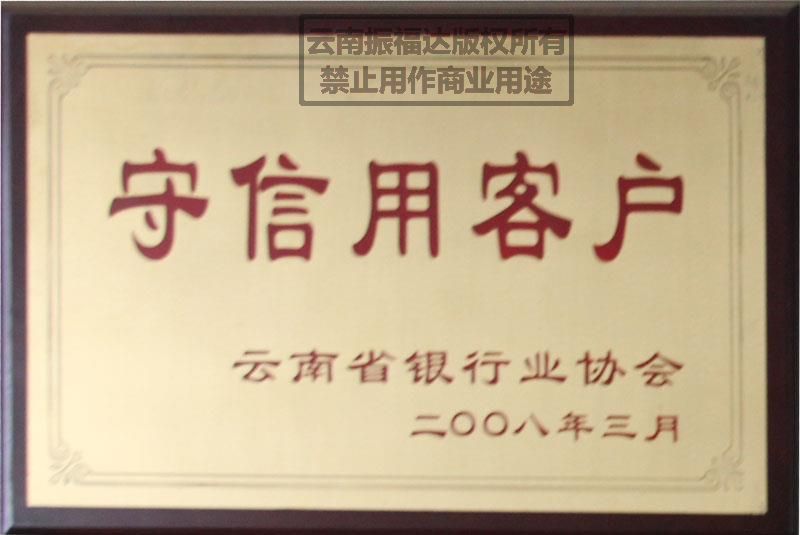 云南振福达版权所有
禁止用作商业用途
守信用客户
云南省银行业协会
二〇〇八年三月